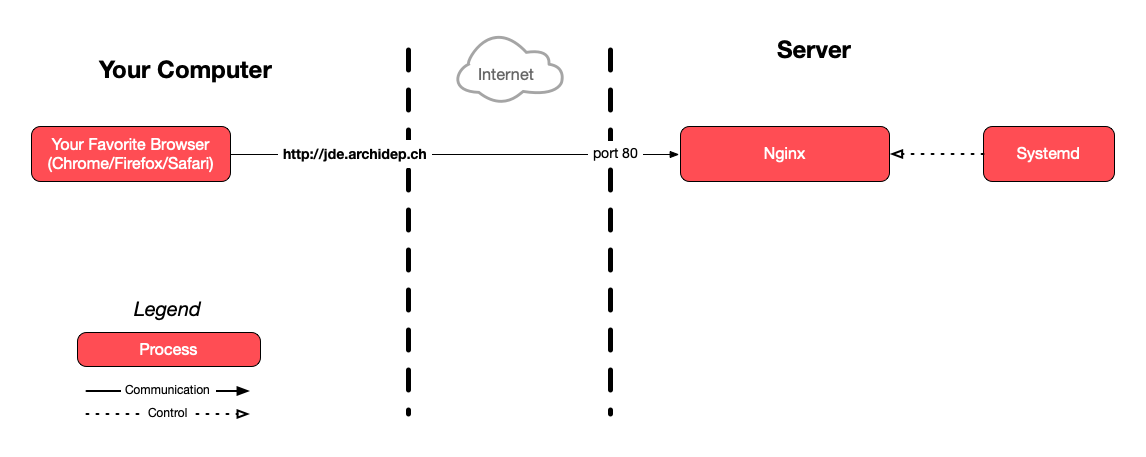 Your Computer
Internet
Server
Your Favorite Browser
(Chrome/Firefox/Safari)
http://jde.archidep.ch
port 80
Nginx
Systemd
Legend
Process
Communication
Control